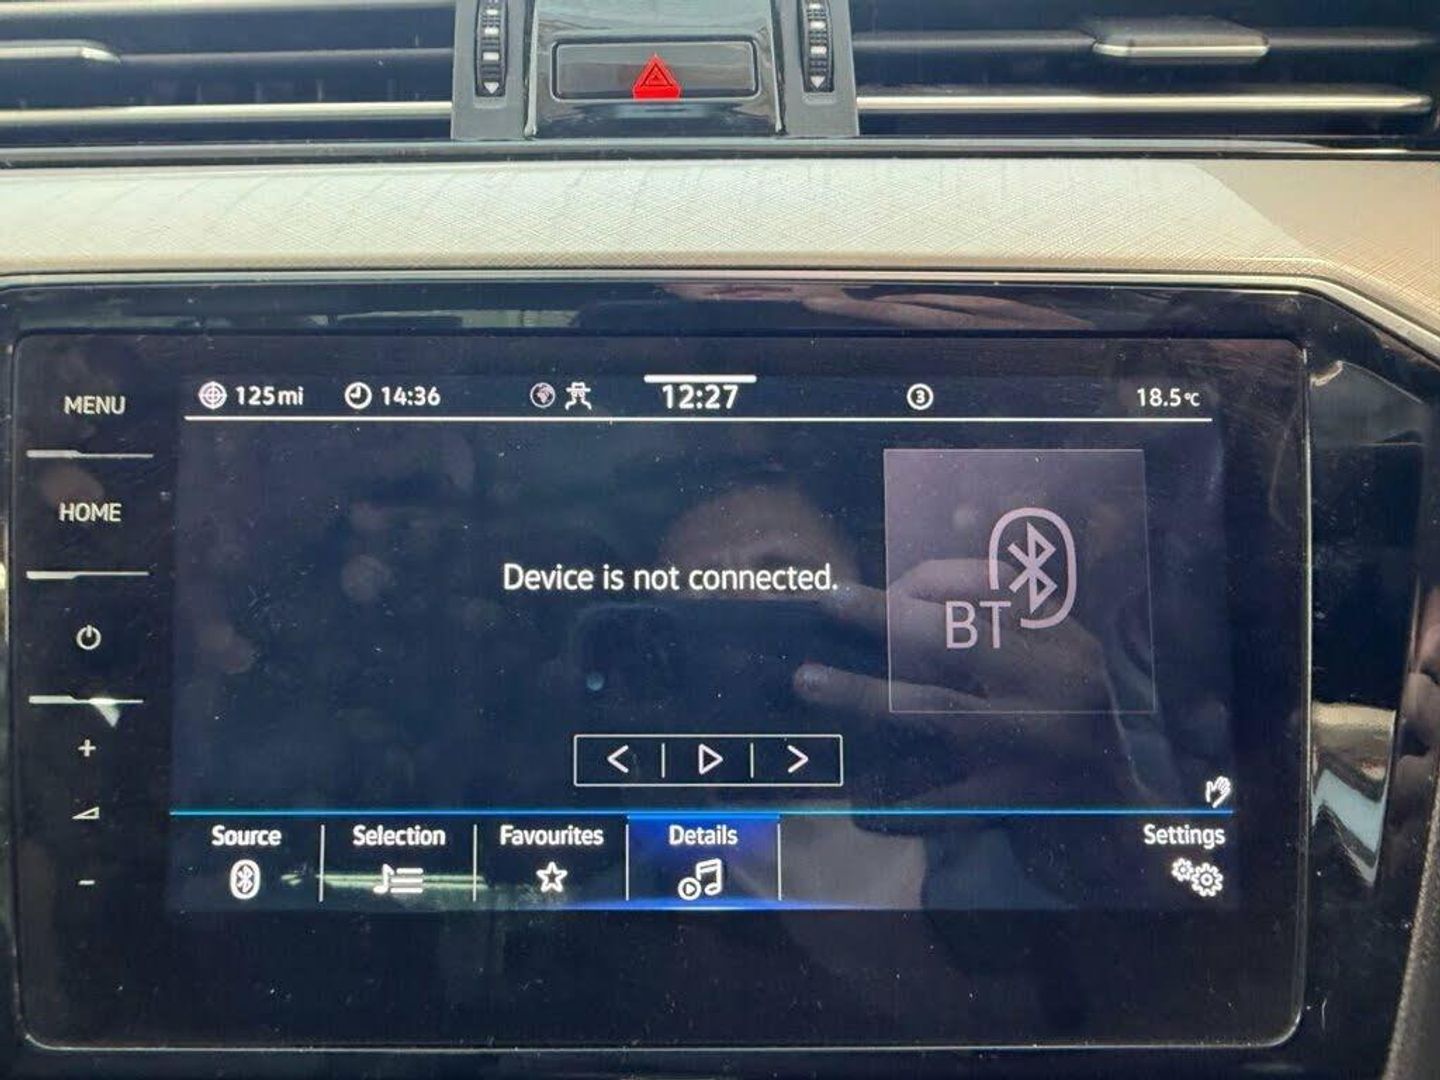 MENU
125mi 14:36 12:27 3 18.5°C
HOME
Device is not connected.
BT
+
-
Source Selection Favourites Details Settings